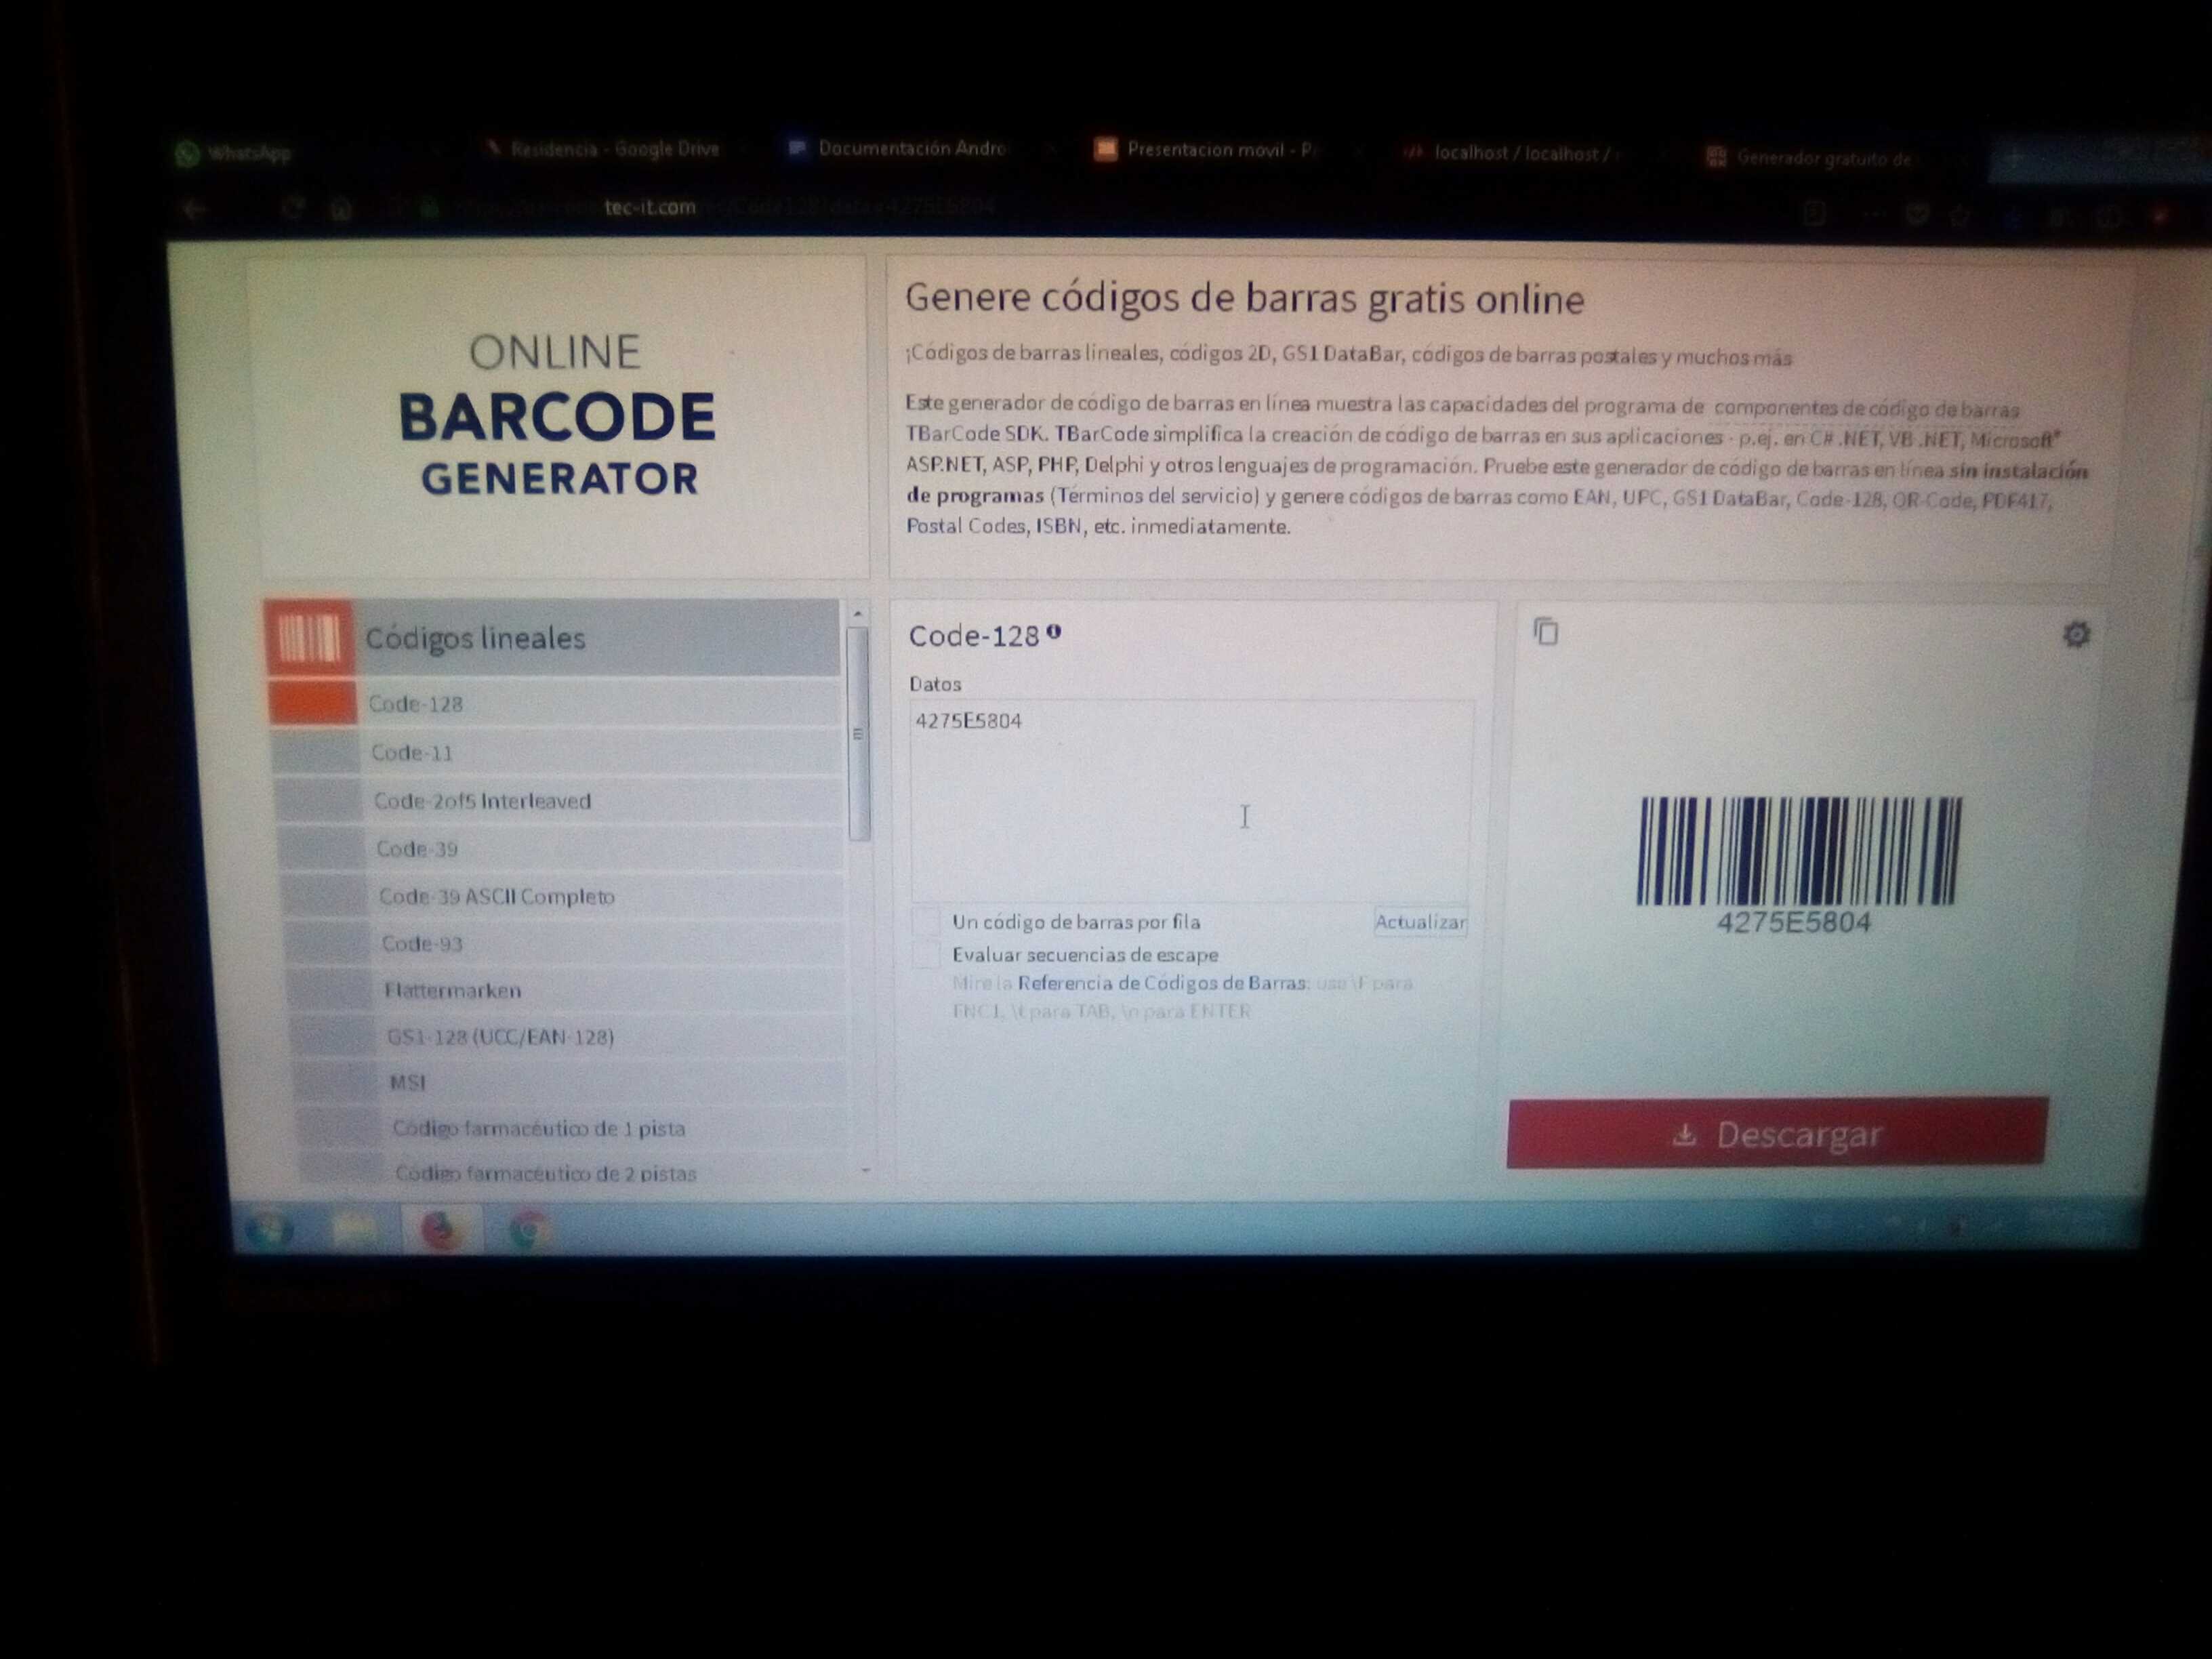 WhatsApp
Residencia - Google Drive
Documentación Andro
Presentacion movil - P
localhost / localhost /
Generador gratuito de
tec-it.com
ONLINE
BARCODE
GENERATOR
Genere códigos de barras gratis online
¡Códigos de barras lineales, códigos 2D, GS1 DataBar, códigos de barras postales y muchos más
Este generador de código de barras en línea muestra las capacidades del programa de componentes de código de barras
TBarCode SDK. TBarCode simplifica la creación de código de barras en sus aplicaciones - p.ej. en C# .NET, VB .NET, Microsoft®
ASP.NET, ASP, PHP, Delphi y otros lenguajes de programación. Pruebe este generador de código de barras en línea sin instalación
de programas (Términos del servicio) y genere códigos de barras como EAN, UPC, GS1 DataBar, Code-128, QR-Code, PDF417,
Postal Codes, ISBN, etc. inmediatamente.
Códigos lineales
Code-128
Code-11
Code-2of5 Interleaved
Code-39
Code-39 ASCII Completo
Code-93
Flattermarken
GS1-128 (UCC/EAN-128)
MSI
Código farmacéutico de 1 pista
Código farmacéutico de 2 pistas
Code-128
Datos
4275E5804
Un código de barras por fila
Actualizar
Evaluar secuencias de escape
Mire la Referencia de Códigos de Barras: use \F para
FNC1, \t para TAB, \n para ENTER
4275E5804
Descargar